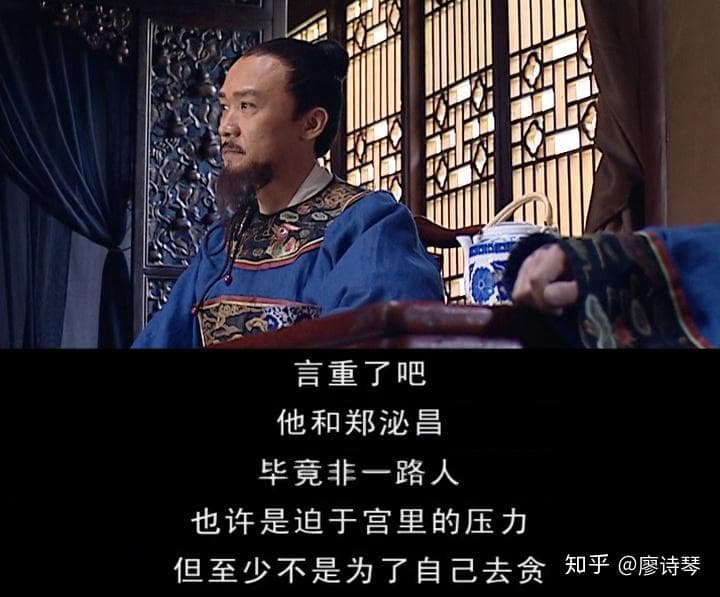 言重了吧
他和郑泌昌
毕竟非一路人
也许是迫于宫里的压力
但至少不是为了自己去贪
知乎 @廖诗琴